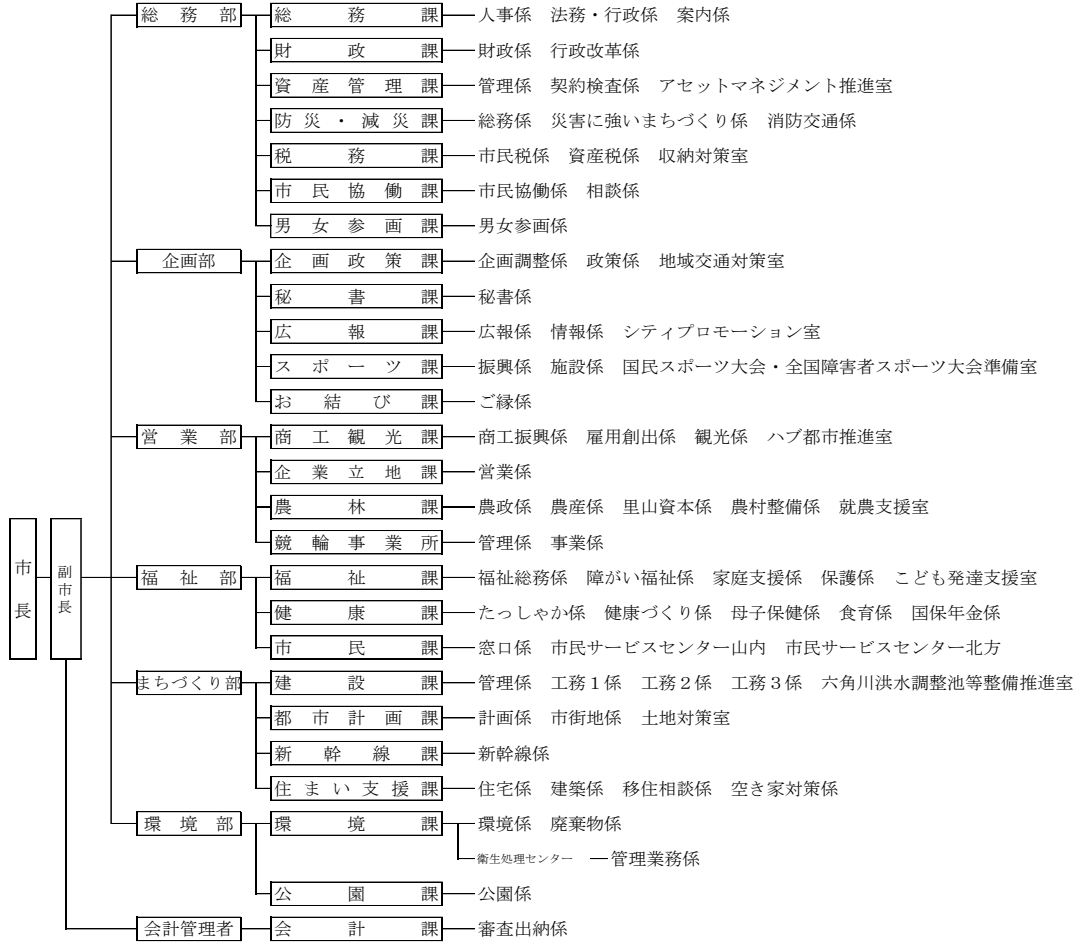 総務部 総務課 人事係 法務・行政係 案内係
財政課 財政係 行政改革係
資産管理課 管理係 契約検査係 アセットマネジメント推進室
防災・減災課 総務係 災害に強いまちづくり係 消防交通係
税務課 市民税係 資産税係 収納対策室
市民協働課 市民協働係 相談係
男女参画課 男女参画係
企画部 企画政策課 企画調整係 政策係 地域交通対策室
秘書課 秘書係
広報課 広報係 情報係 シティプロモーション室
スポーツ課 振興係 施設係 国民スポーツ大会・全国障害者スポーツ大会準備室
お結び課 ご縁係
営業部 商工観光課 商工振興係 雇用創出係 観光係 ハブ都市推進室
企業立地課 営業係
農林課 農政係 農産係 里山資本係 農村整備係 就農支援室
競輪事業所 管理係 事業係
市長 副市長 福祉部 福祉課 福祉総務係 障がい福祉係 家庭支援係 保護係 こども発達支援室
健康課 たっしゃか係 健康づくり係 母子保健係 食育係 国保年金係
市民課 窓口係 市民サービスセンター山内 市民サービスセンター北方
まちづくり部 建設課 管理係 工務1係 工務2係 工務3係 六角川洪水調整池等整備推進室
都市計画課 計画係 市街地係 土地対策室
新幹線課 新幹線係
住まい支援課 住宅係 建築係 移住相談係 空き家対策係
環境部 環境課 環境係 廃棄物係
衛生処理センター 管理業務係
公園課 公園係
会計管理者 会計課 審査出納係